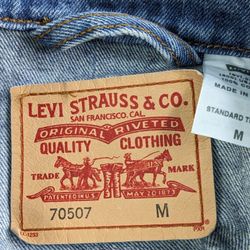 LEVI STRAUSS & CO.
SAN FRANCISCO, CAL.
ORIGINAL RIVETED
QUALITY CLOTHING
TRADE MARK
PATENTED IN U.S. MAY 20 1873
70507 M
STANDARD
M
MADE IN